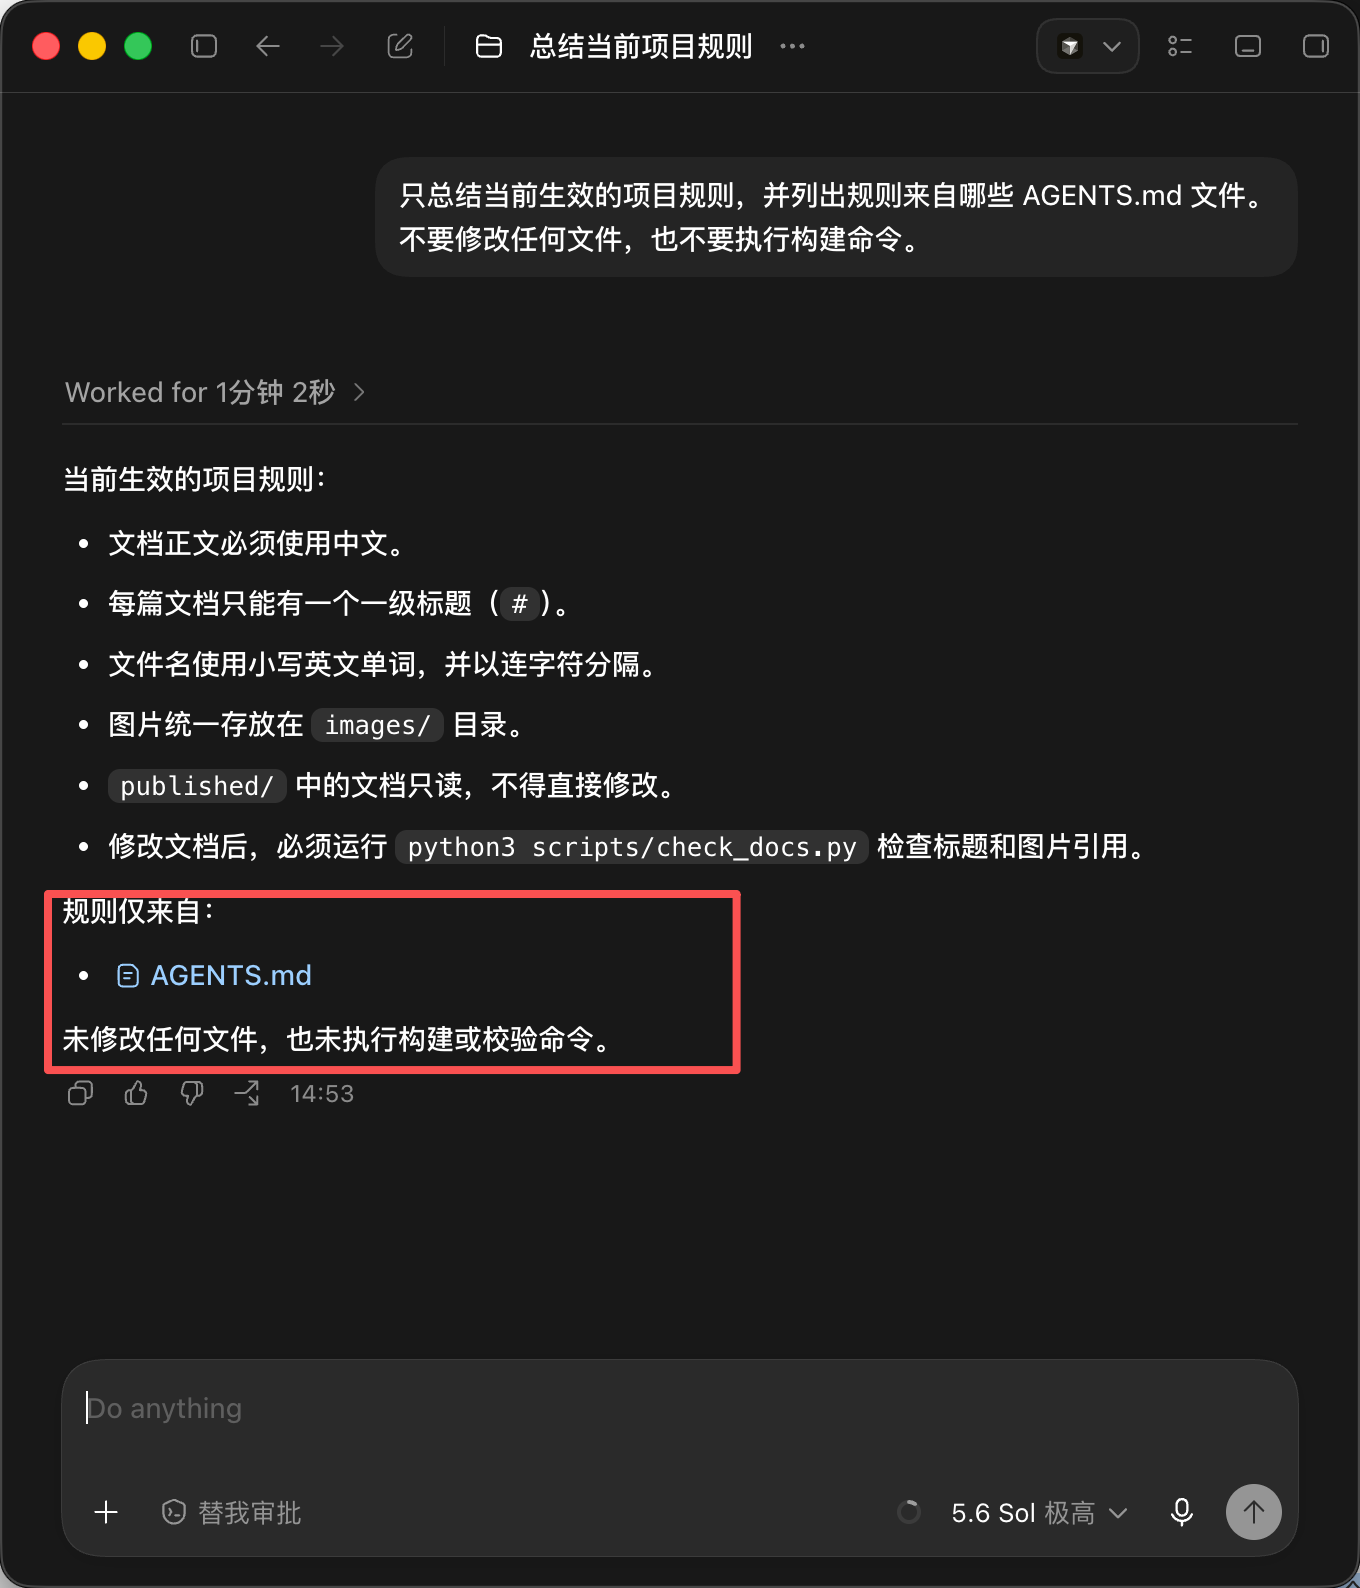 总结当前项目规则
只总结当前生效的项目规则，并列出规则来自哪些 AGENTS.md 文件。
不要修改任何文件，也不要执行构建命令。
Worked for 1分钟 2秒
当前生效的项目规则：
• 文档正文必须使用中文。
• 每篇文档只能有一个一级标题（#）。
• 文件名使用小写英文单词，并以连字符分隔。
• 图片统一存放在 images/ 目录。
• published/ 中的文档只读，不得直接修改。
• 修改文档后，必须运行 python3 scripts/check_docs.py 检查标题和图片引用。
规则仅来自：
• AGENTS.md
未修改任何文件，也未执行构建或校验命令。
14:53
Do anything
替我审批
5.6 Sol 极高